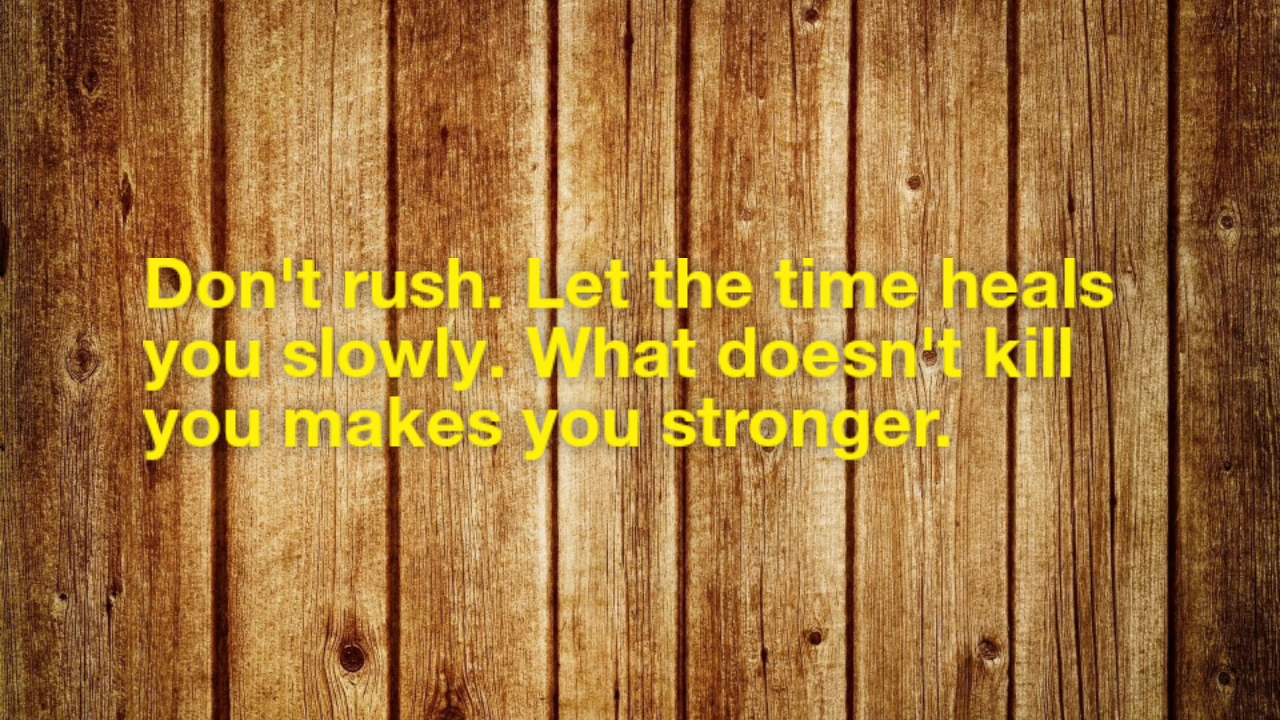 Don't rush. Let the time heals
you slowly. What doesn't kill
you makes you stronger.